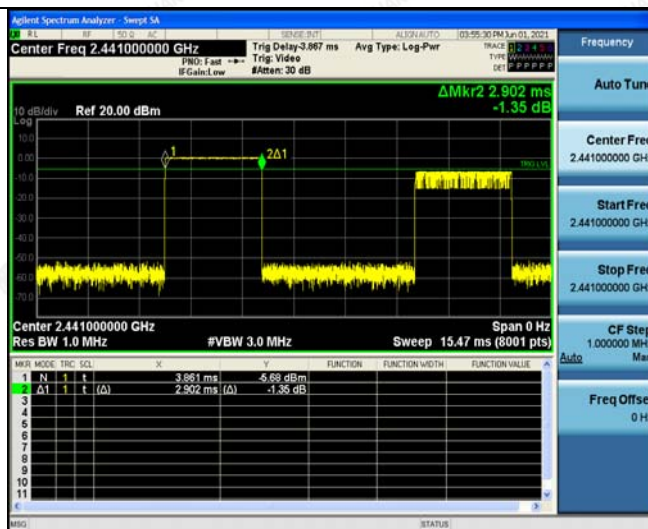 Agilent Spectrum Analyzer - Swept SA
RL RF 50 Ω AC SENSE:INT ALIGN AUTO 03:55:30 PM Jun 01, 2021
Center Freq 2.441000000 GHz
PNO: Fast
IFGain:Low
Trig Delay-3.867 ms
Trig: Video
#Atten: 30 dB
Avg Type: Log-Pwr
TRACE 1 2 3 4 5 6
TYPE
DET P P P P P P
ΔMkr2 2.902 ms
-1.35 dB
10 dB/div Ref 20.00 dBm
Log
10.0
0.00
-10.0
-20.0
-30.0
-40.0
-50.0
-60.0
-70.0
1
2Δ1
TRIG LVL
Center 2.441000000 GHz Span 0 Hz
Res BW 1.0 MHz #VBW 3.0 MHz Sweep 15.47 ms (8001 pts)
MKR MODE TRC SCL X Y FUNCTION FUNCTION WIDTH FUNCTION VALUE
1 N 1 t 3.861 ms -5.68 dBm
2 Δ1 1 t (Δ) 2.902 ms (Δ) -1.35 dB
3
4
5
6
7
8
9
10
11
MSG STATUS
Frequency
Auto Tun
Center Fre
2.441000000 GH
Start Fre
2.441000000 GH
Stop Fre
2.441000000 GH
CF Step
1.000000 MH
Auto Ma
Freq Offse
0 H